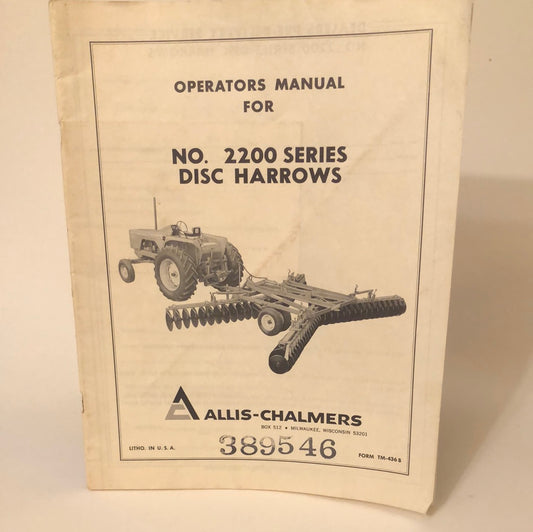 OPERATORS MANUAL
FOR
NO. 2200 SERIES
DISC HARROWS
ALLIS-CHALMERS
BOX 512 • MILWAUKEE, WISCONSIN 53201
389546
LITHO. IN U. S. A.
FORM TM-436 B